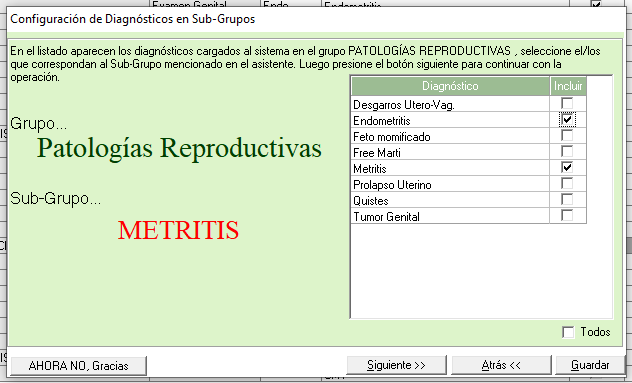 Examen Genital Endo Endometritis
Configuración de Diagnósticos en Sub-Grupos
En el listado aparecen los diagnósticos cargados al sistema en el grupo PATOLOGÍAS REPRODUCTIVAS , seleccione el/los
que correspondan al Sub-Grupo mencionado en el asistente. Luego presione el botón siguiente para continuar con la
operación.
Diagnóstico Incluir
Desgarros Utero-Vag.
Endometritis
Feto momificado
Free Marti
Metritis
Prolapso Uterino
Quistes
Tumor Genital
Grupo...
Patologías Reproductivas
Sub-Grupo...
METRITIS
Todos
AHORA NO, Gracias
Siguiente >>
Atrás <<
Guardar